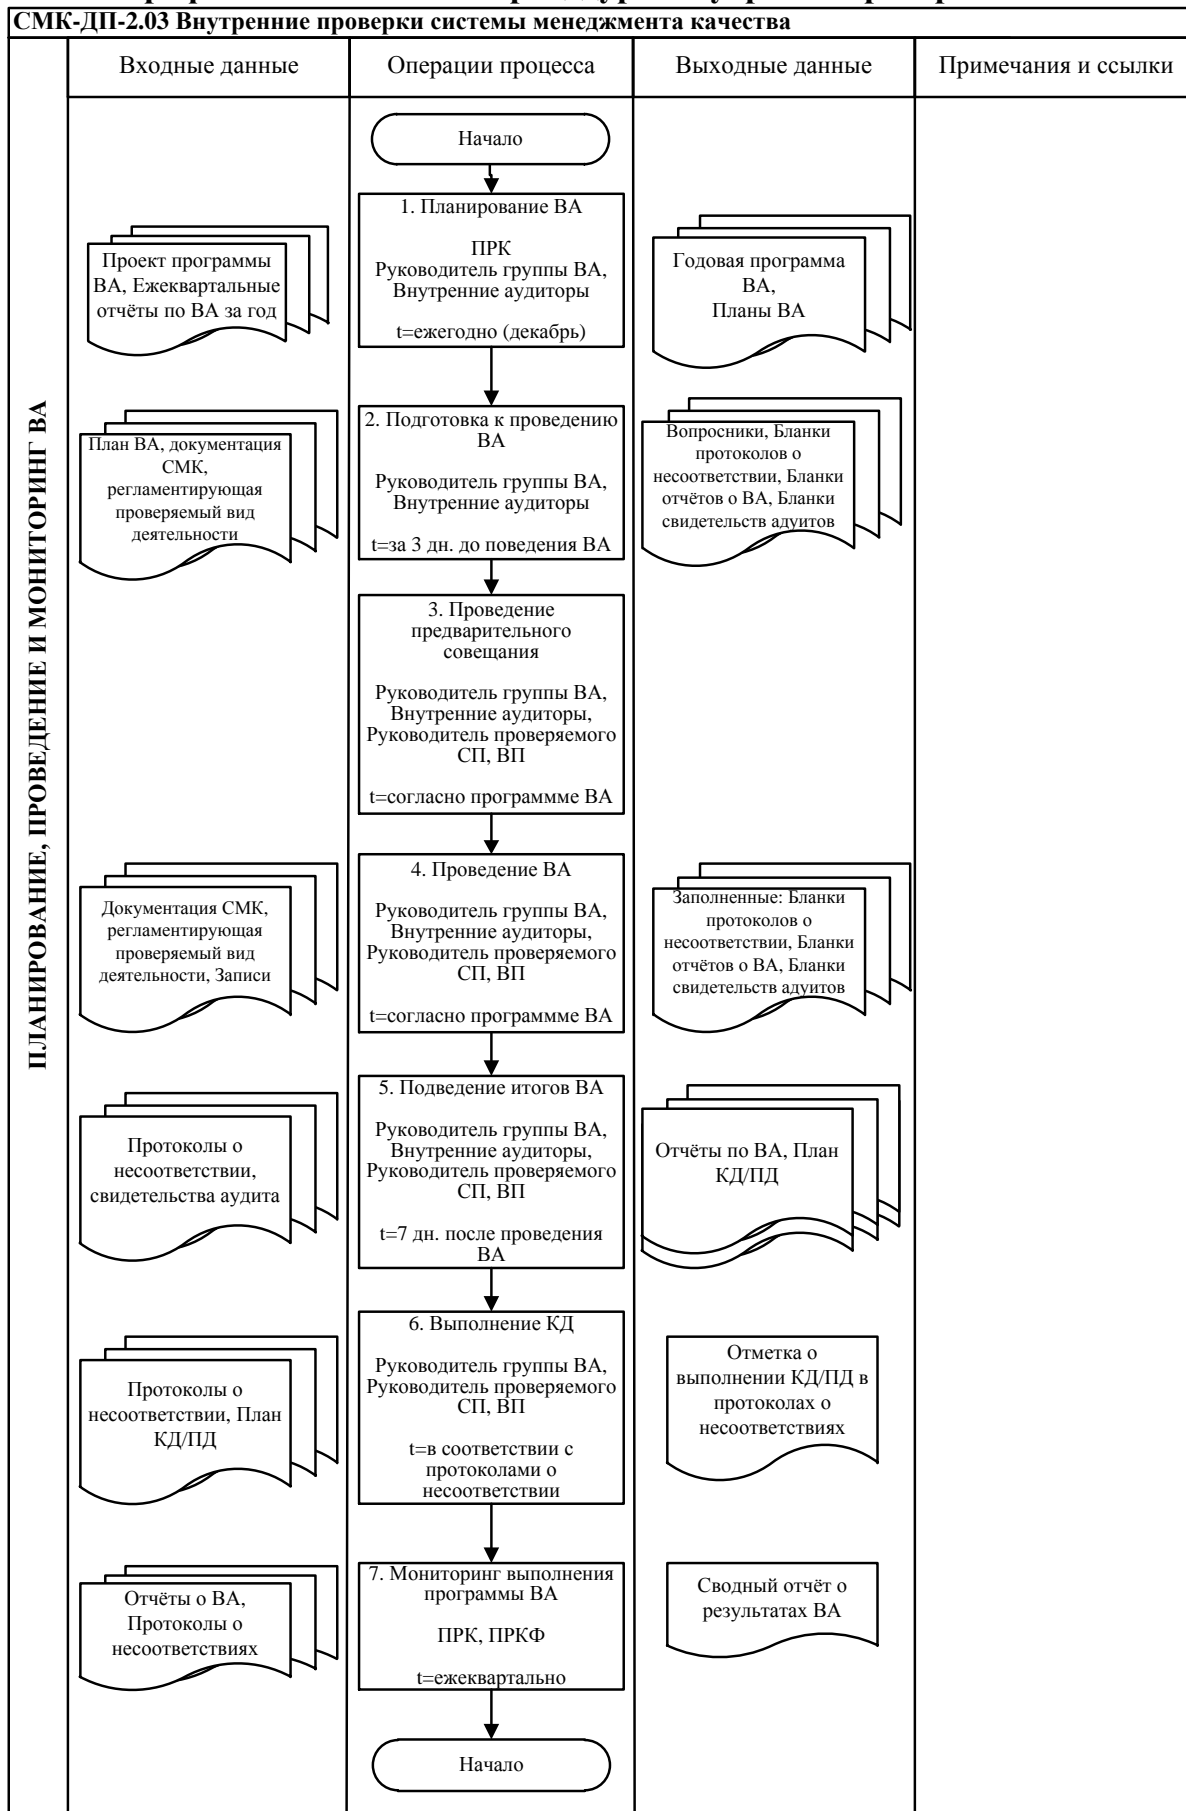 СМК-ДП-2.03 Внутренние проверки системы менеджмента качества
Входные данные
Операции процесса
Выходные данные
Примечания и ссылки
ПЛАНИРОВАНИЕ, ПРОВЕДЕНИЕ И МОНИТОРИНГ ВА
Начало
Проект программы
ВА, Ежеквартальные
отчёты по ВА за год
1. Планирование ВА
ПРК
Руководитель группы ВА,
Внутренние аудиторы
t=ежегодно (декабрь)
Годовая программа
ВА,
Планы ВА
План ВА, документация
СМК,
регламентирующая
проверяемый вид
деятельности
2. Подготовка к проведению
ВА
Руководитель группы ВА,
Внутренние аудиторы
t=за 3 дн. до поведения ВА
Вопросники, Бланки
протоколов о
несоответствии, Бланки
отчётов о ВА, Бланки
свидетельств адуитов
3. Проведение
предварительного
совещания
Руководитель группы ВА,
Внутренние аудиторы,
Руководитель проверяемого
СП, ВП
t=согласно программме ВА
Документация СМК,
регламентирующая
проверяемый вид
деятельности, Записи
4. Проведение ВА
Руководитель группы ВА,
Внутренние аудиторы,
Руководитель проверяемого
СП, ВП
t=согласно программме ВА
Заполненные: Бланки
протоколов о
несоответствии, Бланки
отчётов о ВА, Бланки
свидетельств адуитов
Протоколы о
несоответствии,
свидетельства аудита
5. Подведение итогов ВА
Руководитель группы ВА,
Внутренние аудиторы,
Руководитель проверяемого
СП, ВП
t=7 дн. после проведения
ВА
Отчёты по ВА, План
КД/ПД
Протоколы о
несоответствии, План
КД/ПД
6. Выполнение КД
Руководитель группы ВА,
Руководитель проверяемого
СП, ВП
t=в соответствии с
протоколами о
несоответствии
Отметка о
выполнении КД/ПД в
протоколах о
несоответствиях
Отчёты о ВА,
Протоколы о
несоответствиях
7. Мониторинг выполнения
программы ВА
ПРК, ПРКФ
t=ежеквартально
Сводный отчёт о
результатах ВА
Начало